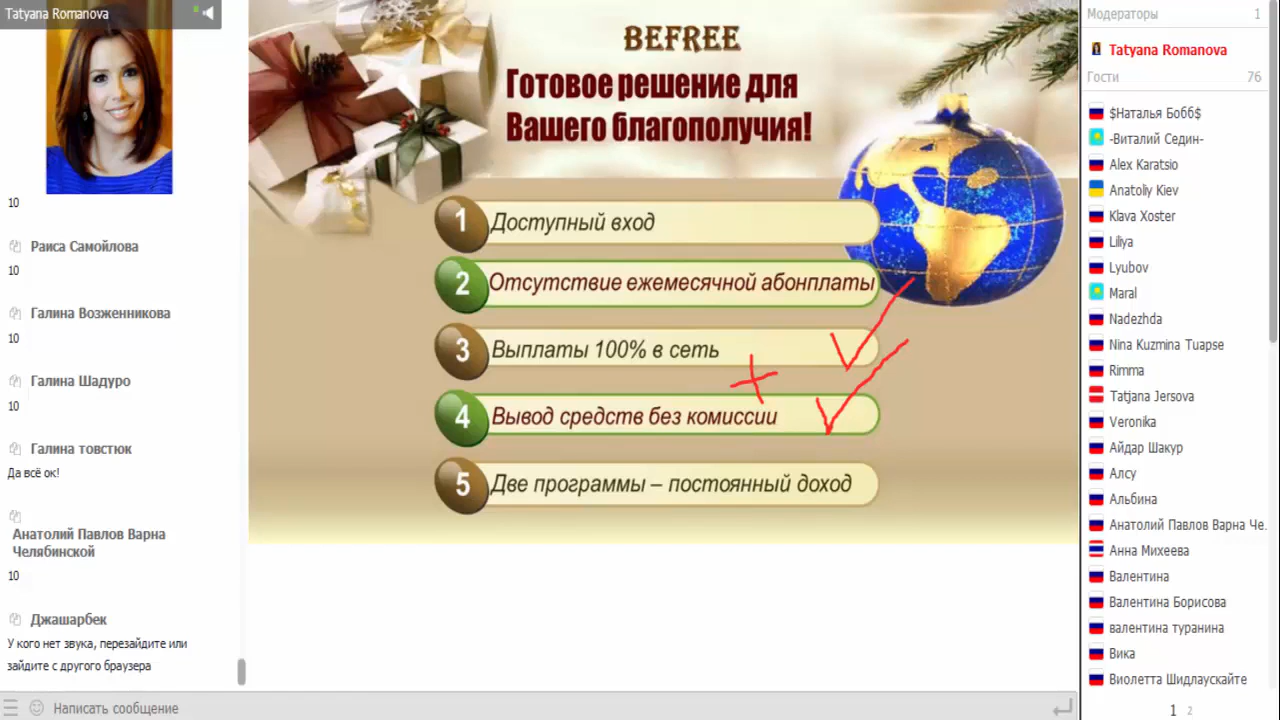 Tatyana Romanova
10
Раиса Самойлова
10
Галина Возженникова
10
Галина Шадуро
10
Галина товстюк
Да всё ок!
Анатолий Павлов Варна
Челябинской
10
Джашарбек
У кого нет звука, перезайдите или
зайдите с другого браузера
Написать сообщение
BEFREE
Готовое решение для
Вашего благополучия!
1 Доступный вход
2 Отсутствие ежемесячной абонплаты
3 Выплаты 100% в сеть
4 Вывод средств без комиссии
5 Две программы – постоянный доход
Модераторы 1
Tatyana Romanova
Гости 76
$Наталья Бобб$
-Виталий Седин-
Alex Karatsio
Anatoliy Kiev
Klava Xoster
Liliya
Lyubov
Maral
Nadezhda
Nina Kuzmina Tuapse
Rimma
Tatjana Jersova
Veronika
Айдар Шакур
Алсу
Альбина
Анатолий Павлов Варна Че..
Анна Михеева
Валентина
Валентина Борисова
валентина туранина
Вика
Виолетта Шидлаускайте
1 2